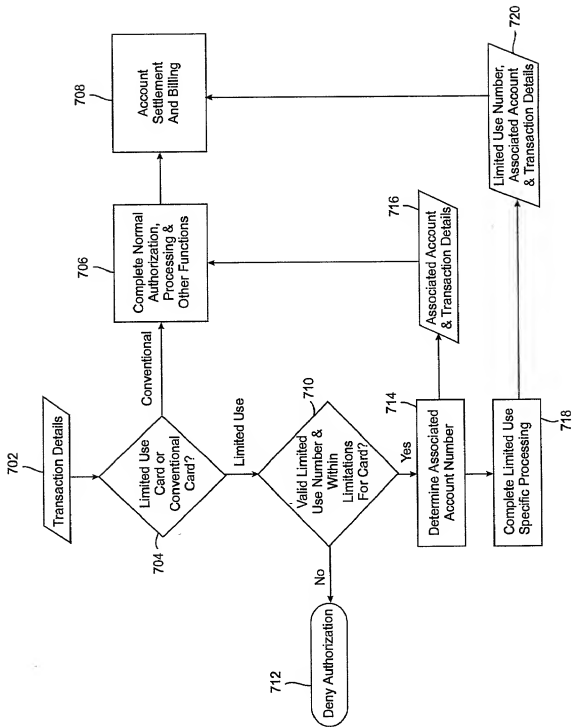 702
Transaction Details
704
Limited Use
Card or
Conventional
Card?
Conventional
706
Complete Normal
Authorization,
Processing &
Other Functions
708
Account
Settlement
And Billing
Limited Use
710
Valid Limited
Use Number &
Within
Limitations
For Card?
No
712
Deny Authorization
Yes
714
Determine Associated
Account Number
716
Associated Account
& Transaction Details
718
Complete Limited Use
Specific Processing
720
Limited Use Number,
Associated Account
& Transaction Details